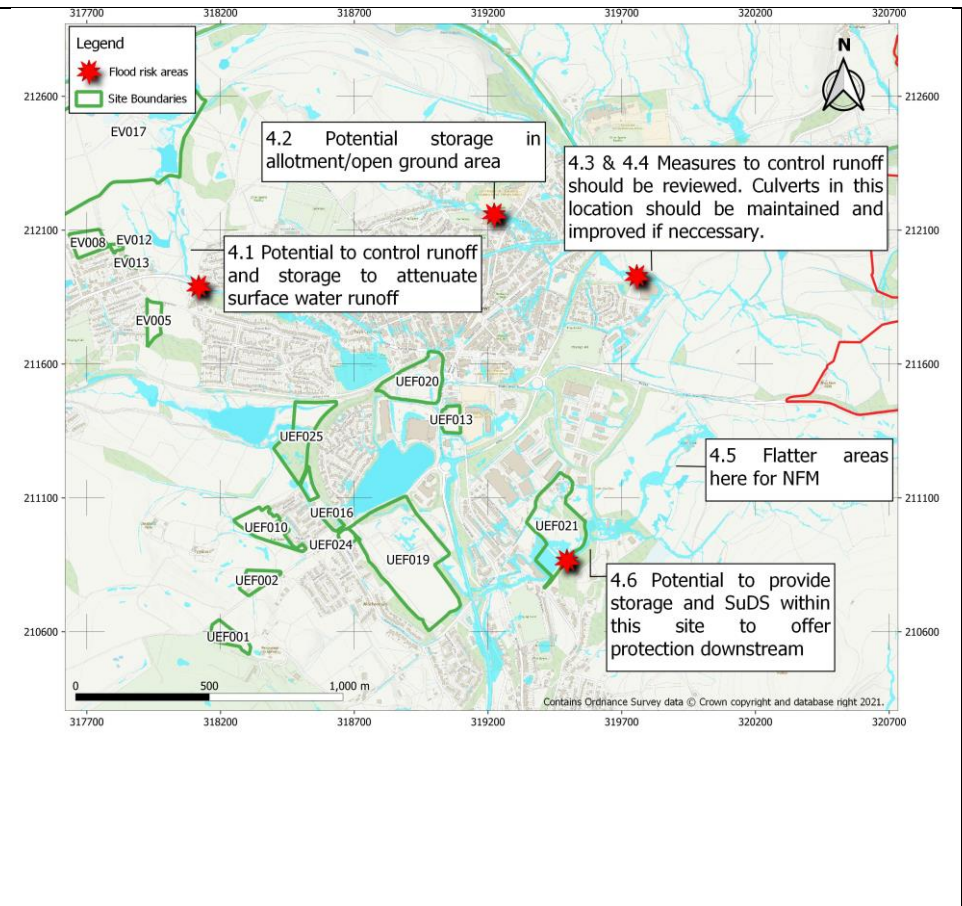 317700 318200 318700 319200 319700 320200 320700
Legend
Flood risk areas
Site Boundaries
N
212600 212600
EV017
4.2 Potential storage in
allotment/open ground area
4.3 & 4.4 Measures to control runoff
should be reviewed. Culverts in this
location should be maintained and
improved if neccessary.
212100 212100
EV008 EV012
EV013
4.1 Potential to control runoff
and storage to attenuate
surface water runoff
EV005
211600 211600
UEF020
UEF013
UEF025
4.5 Flatter areas
here for NFM
211100 211100
UEF016
UEF010
UEF024
UEF021
UEF019
UEF002
4.6 Potential to provide
storage and SuDS within
this site to offer
protection downstream
210600 210600
UEF001
0 500 1,000 m
Contains Ordnance Survey data © Crown copyright and database right 2021.
317700 318200 318700 319200 319700 320200 320700